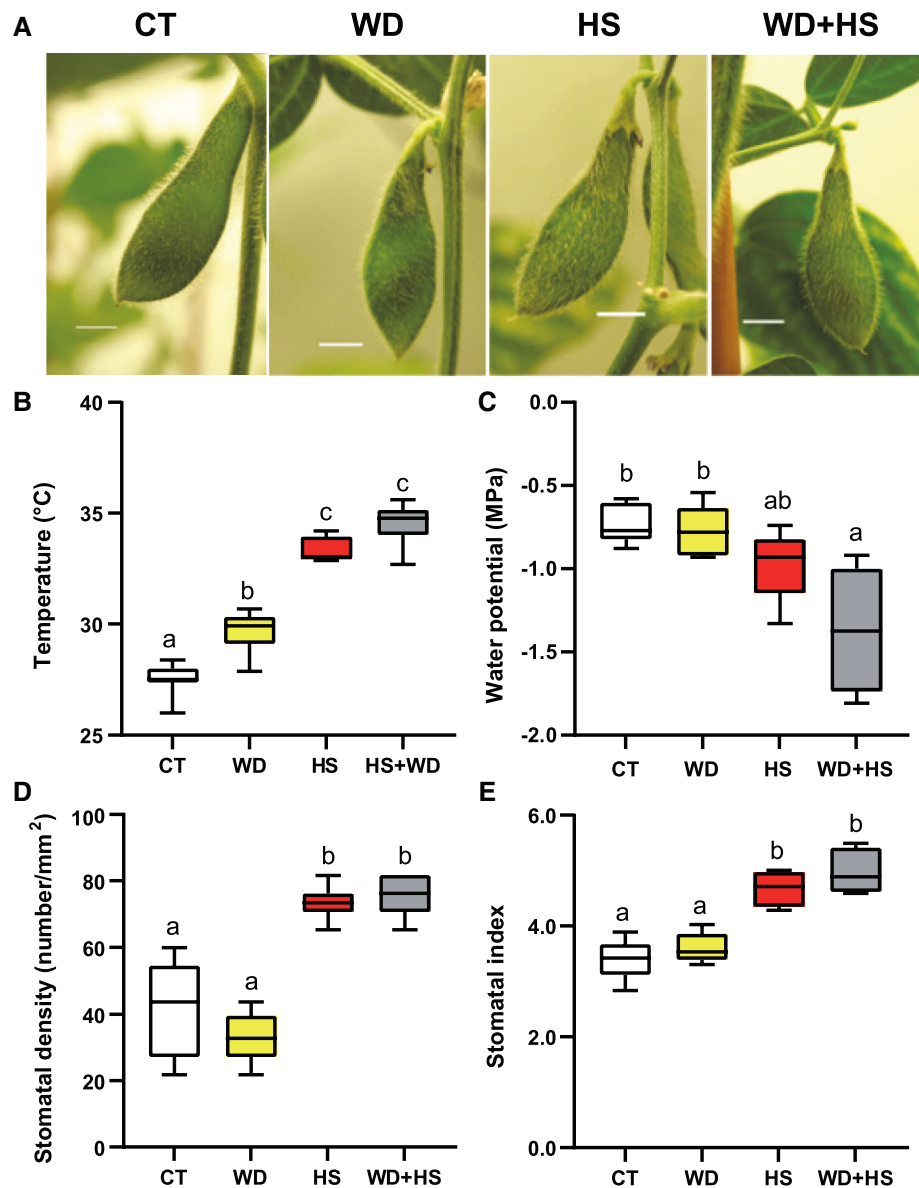 A CT WD HS WD+HS
B
Temperature (°C)
40
35
30
25
a b c c
CT WD HS HS+WD
C
Water potential (MPa)
0.0
-0.5
-1.0
-1.5
-2.0
b b ab a
CT WD HS WD+HS
D
Stomatal density (number/mm²)
100
80
60
40
20
0
a a b b
CT WD HS WD+HS
E
Stomatal index
6.0
4.0
2.0
0.0
a a b b
CT WD HS WD+HS